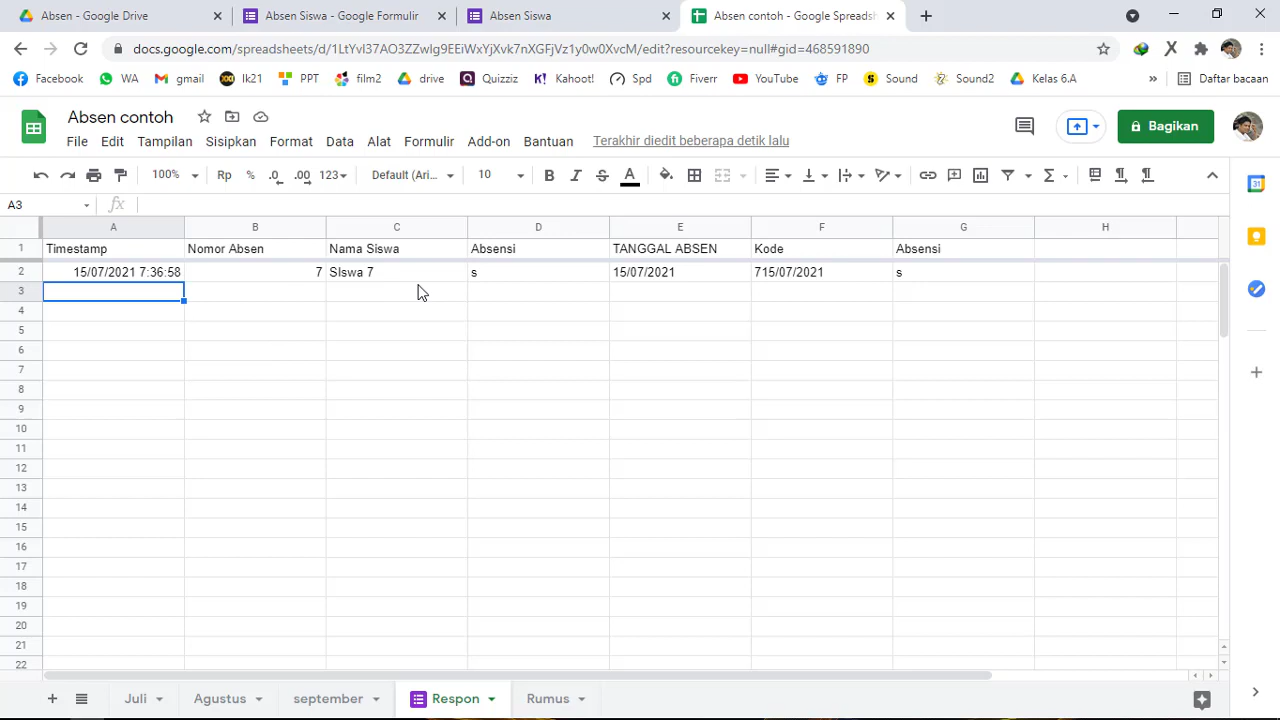 Absen - Google Drive
Absen Siswa - Google Formulir
Absen Siswa
Absen contoh - Google Spreadsh
docs.google.com/spreadsheets/d/1LtYvl37AO3ZZwIg9EEiWxYjXvk7nXGFjVz1y0w0XvcM/edit?resourcekey=null#gid=468591890
Facebook
WA
gmail
lk21
PPT
film2
drive
Quizziz
Kahoot!
Spd
Fiverr
YouTube
FP
Sound
Sound2
Kelas 6.A
»
Daftar bacaan
Absen contoh
File Edit Tampilan Sisipkan Format Data Alat Formulir Add-on Bantuan Terakhir diedit beberapa detik lalu
Bagikan
100% Rp % .0 .00 123 Default (Ari... 10 B I S A
A3 fx
A B C D E F G H
1 Timestamp Nomor Absen Nama Siswa Absensi TANGGAL ABSEN Kode Absensi
2 15/07/2021 7:36:58 7 SIswa 7 s 15/07/2021 715/07/2021 s
3
4
5
6
7
8
9
10
11
12
13
14
15
16
17
18
19
20
21
22
Juli Agustus september Respon Rumus
31